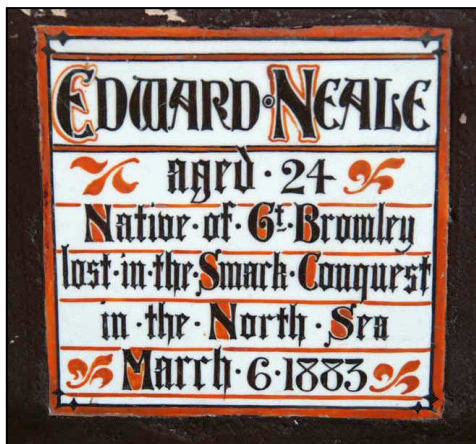 EDWARD·NEALE
aged·24
Native·of·Gt·Bromley
lost·in·the·Smack·Conquest
in·the·North·Sea
March·6·1883